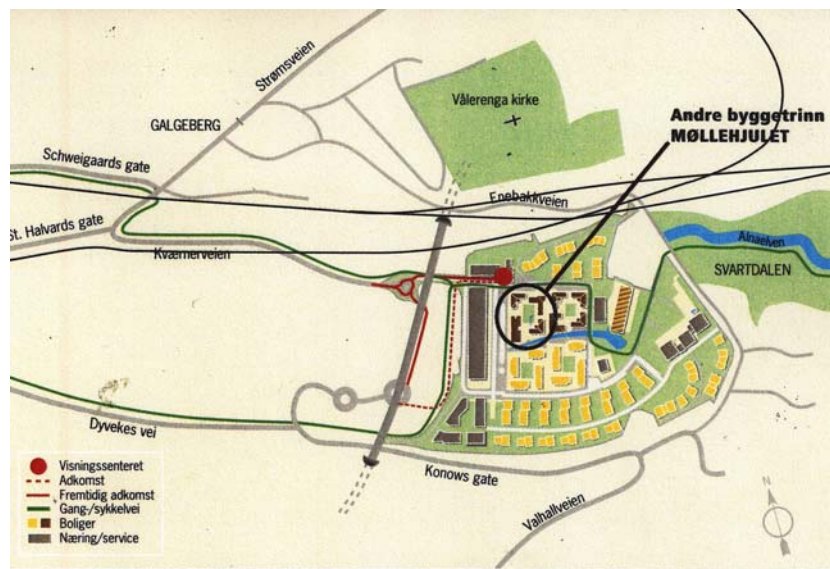 Strømsveien
Vålerenga kirke
Andre byggetrinn
MØLLEHJULET
GALGEBERG
Schweigaards gate
Enebakkveien
St. Halvards gate
Kværnerveien
Alnaelven
SVARTDALEN
Dyvekes vei
Konows gate
Valhallveien
N
Visningssenteret
Adkomst
Fremtidig adkomst
Gang-/sykkelvei
Boliger
Næring/service